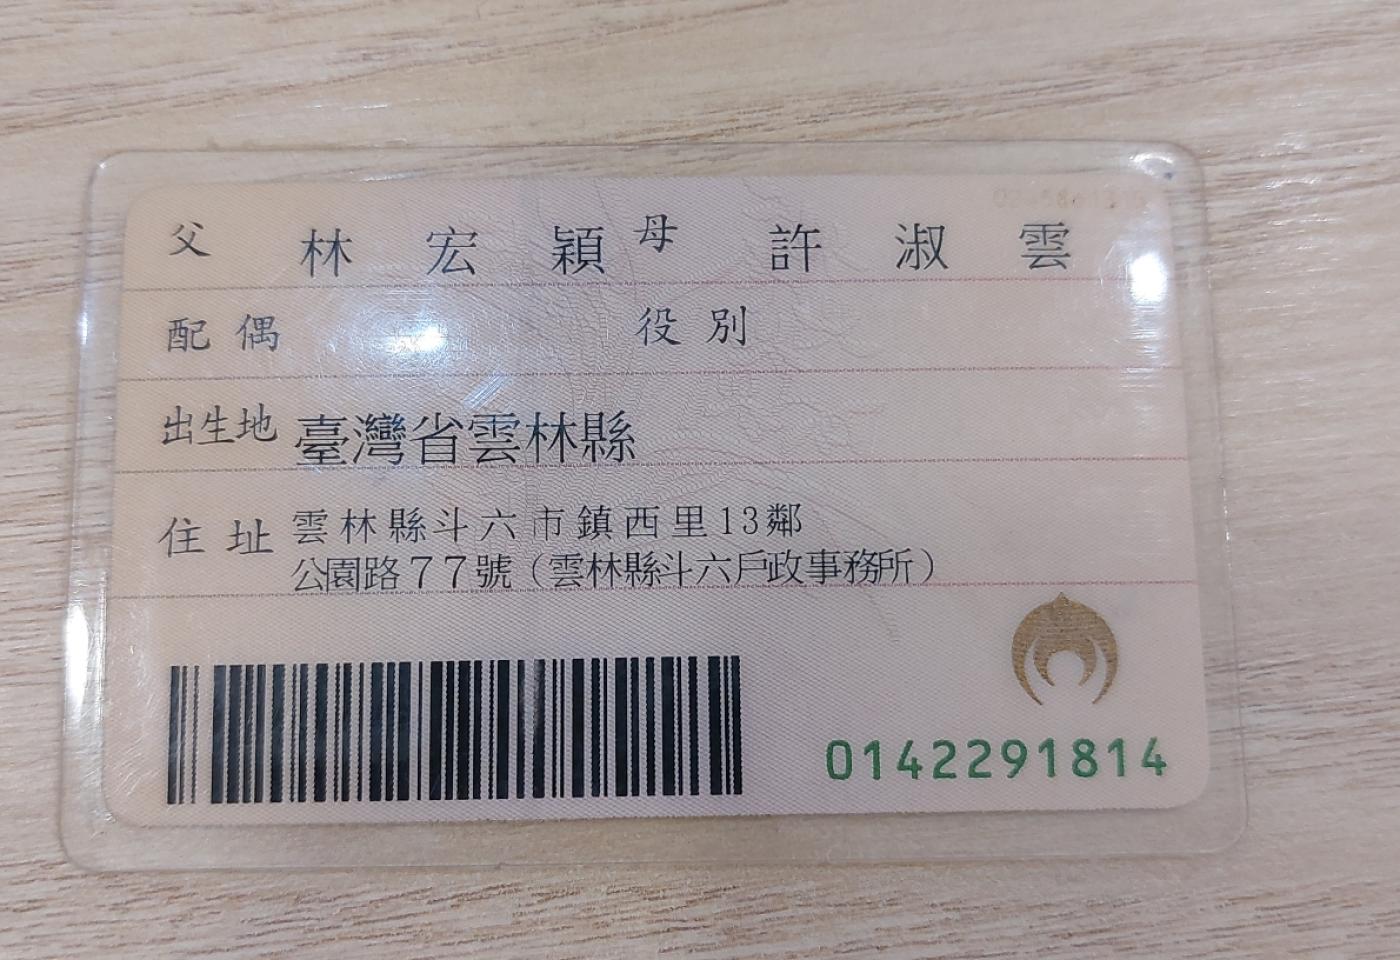 父 林宏穎 母 許淑雲
配偶 役別
出生地 臺灣省雲林縣
住址 雲林縣斗六市鎮西里13鄰
公園路77號（雲林縣斗六戶政事務所）
0142291814